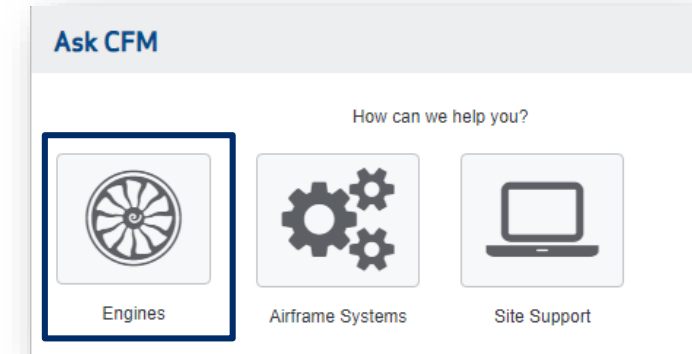 Ask CFM
How can we help you?
Engines
Airframe Systems
Site Support